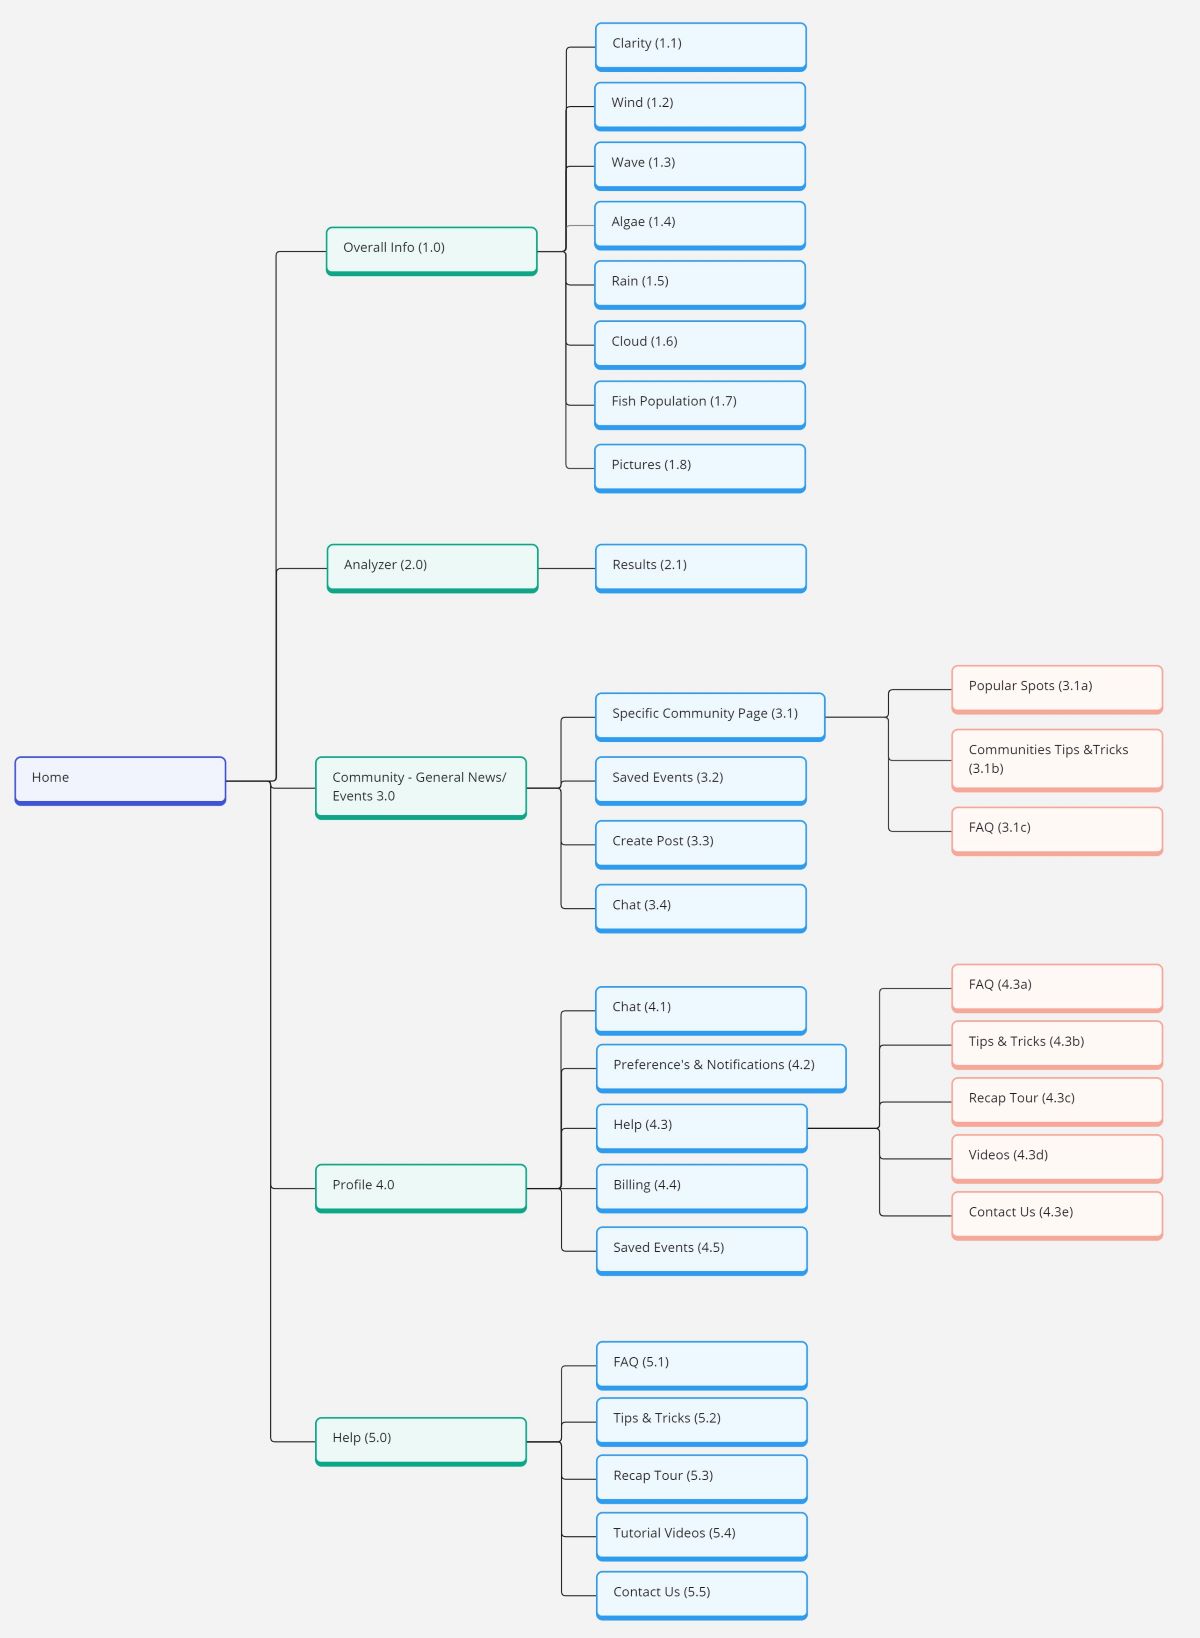 Home
Overall Info (1.0)
Clarity (1.1)
Wind (1.2)
Wave (1.3)
Algae (1.4)
Rain (1.5)
Cloud (1.6)
Fish Population (1.7)
Pictures (1.8)
Analyzer (2.0)
Results (2.1)
Community - General News/
Events 3.0
Specific Community Page (3.1)
Popular Spots (3.1a)
Communities Tips &Tricks
(3.1b)
FAQ (3.1c)
Saved Events (3.2)
Create Post (3.3)
Chat (3.4)
Profile 4.0
Chat (4.1)
Preference's & Notifications (4.2)
Help (4.3)
FAQ (4.3a)
Tips & Tricks (4.3b)
Recap Tour (4.3c)
Videos (4.3d)
Contact Us (4.3e)
Billing (4.4)
Saved Events (4.5)
Help (5.0)
FAQ (5.1)
Tips & Tricks (5.2)
Recap Tour (5.3)
Tutorial Videos (5.4)
Contact Us (5.5)